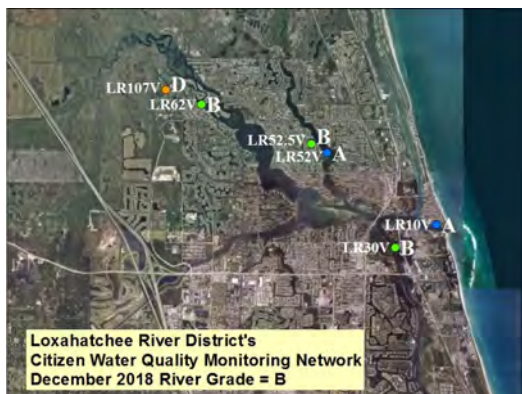 LR107V D
LR62V B
LR52.5V B
LR52V A
LR10V A
LR30V B
Loxahatchee River District's
Citizen Water Quality Monitoring Network
December 2018 River Grade = B